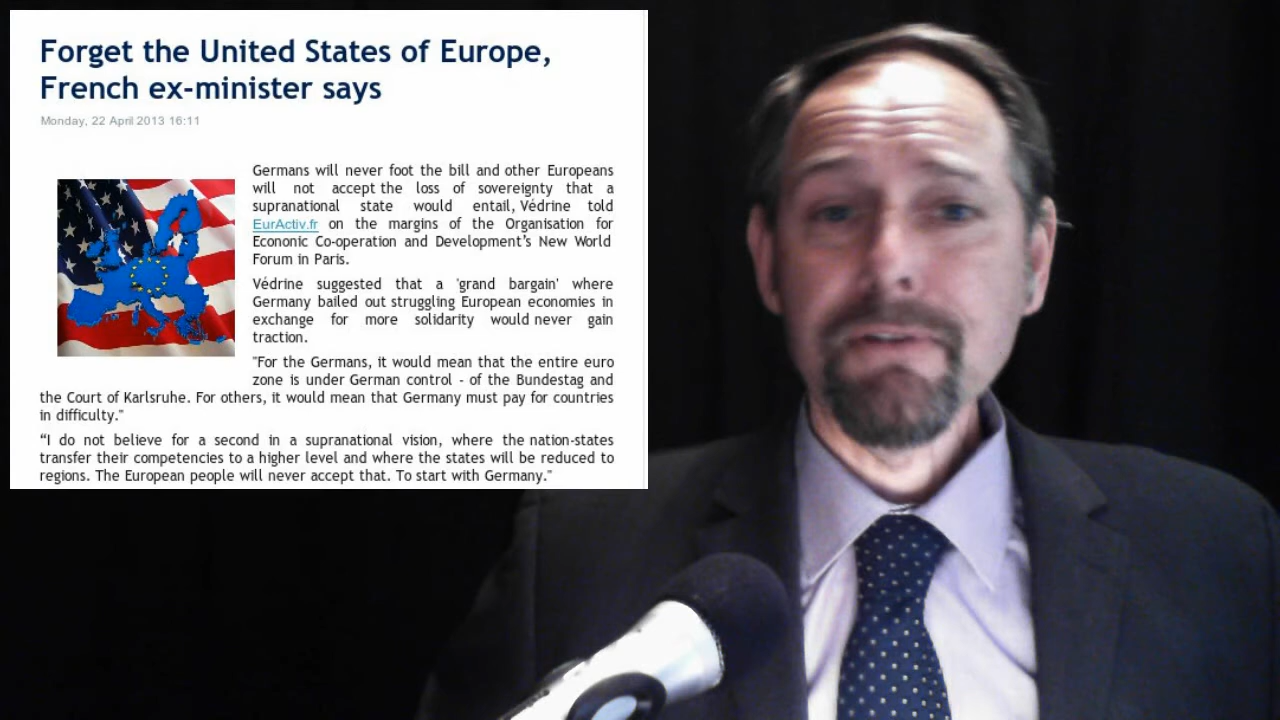 Forget the United States of Europe,
French ex-minister says
Monday, 22 April 2013 16:11
Germans will never foot the bill and other Europeans
will not accept the loss of sovereignty that a
supranational state would entail, Védrine told
EurActiv.fr on the margins of the Organisation for
Econonic Co-operation and Development's New World
Forum in Paris.
Védrine suggested that a 'grand bargain' where
Germany bailed out struggling European economies in
exchange for more solidarity would never gain
traction.
"For the Germans, it would mean that the entire euro
zone is under German control - of the Bundestag and
the Court of Karlsruhe. For others, it would mean that Germany must pay for countries
in difficulty."
“I do not believe for a second in a supranational vision, where the nation-states
transfer their competencies to a higher level and where the states will be reduced to
regions. The European people will never accept that. To start with Germany."